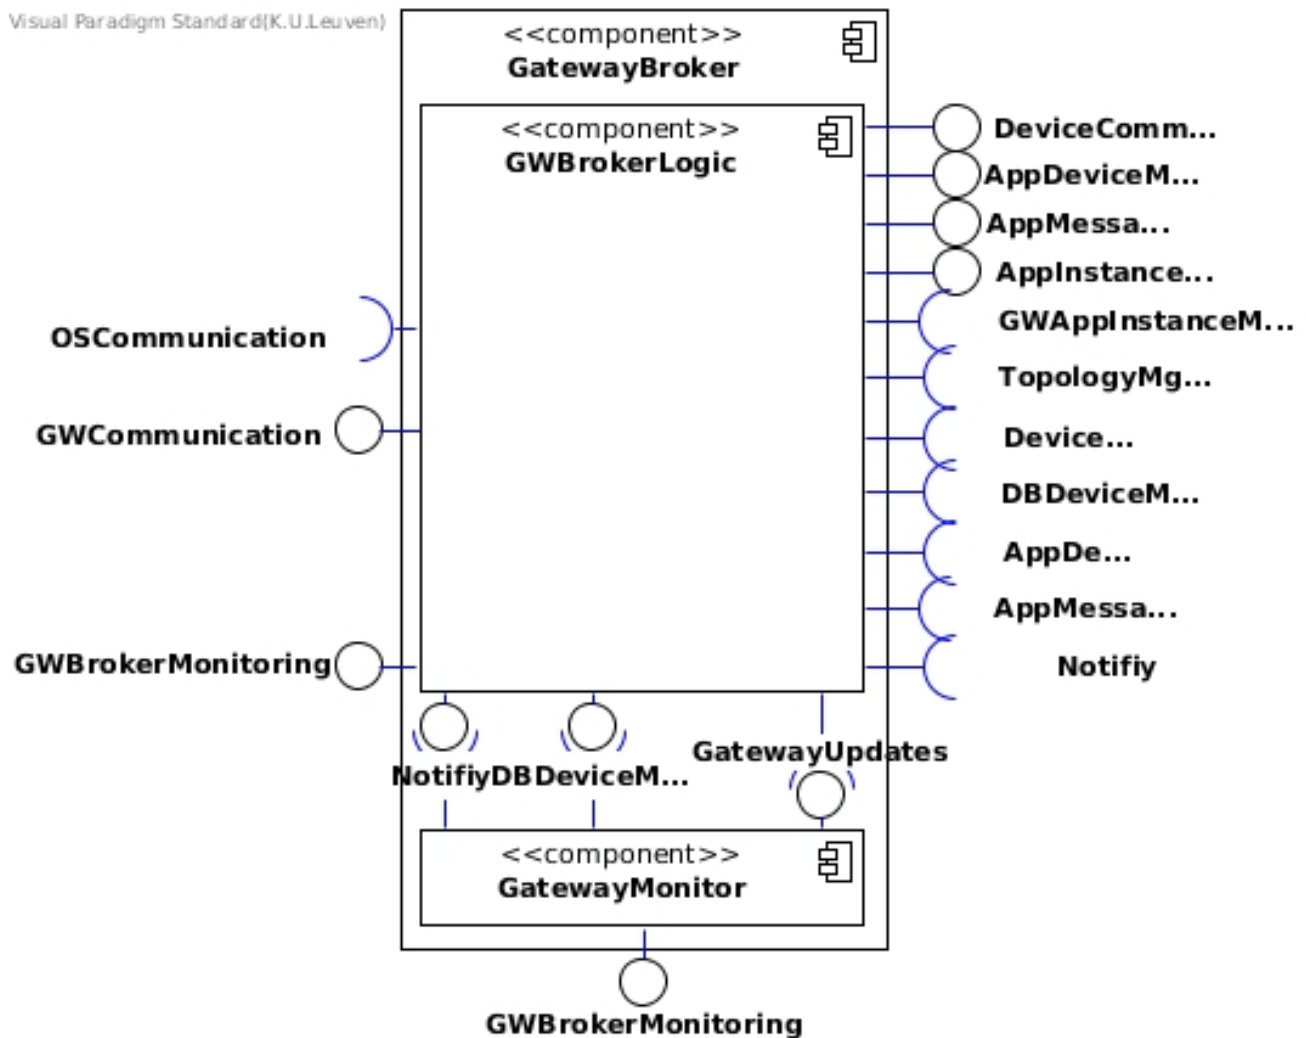 Visual Paradigm Standard(K.U.Leuven)
<<component>>
GatewayBroker
<<component>>
GWBrokerLogic
DeviceComm...
AppDeviceM...
AppMessa...
AppInstance...
GWAppInstanceM...
OSCommunication
TopologyMg...
GWCommunication
Device...
DBDeviceM...
AppDe...
AppMessa...
GWBrokerMonitoring
Notifiy
GatewayUpdates
NotifiyDBDeviceM...
<<component>>
GatewayMonitor
GWBrokerMonitoring